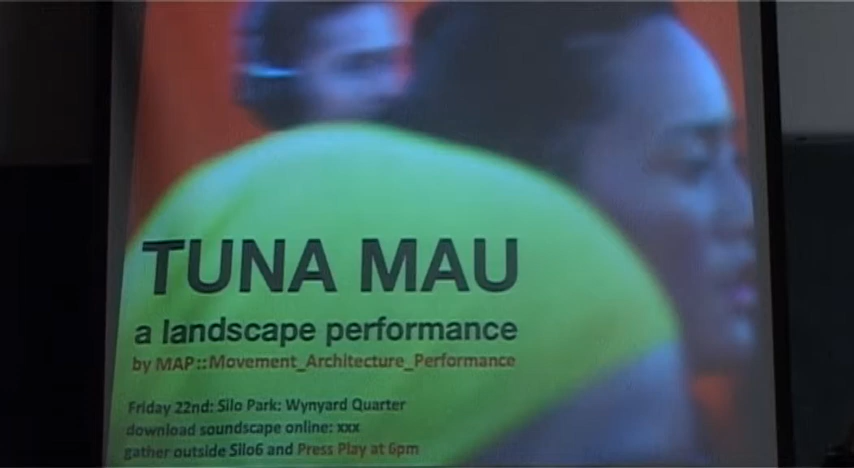 TUNA MAU
a landscape performance
by MAP::Movement_Architecture_Performance
Friday 22nd: Silo Park: Wynyard Quarter
download soundscape online: xxx
gather outside Silo6 and Press Play at 6pm